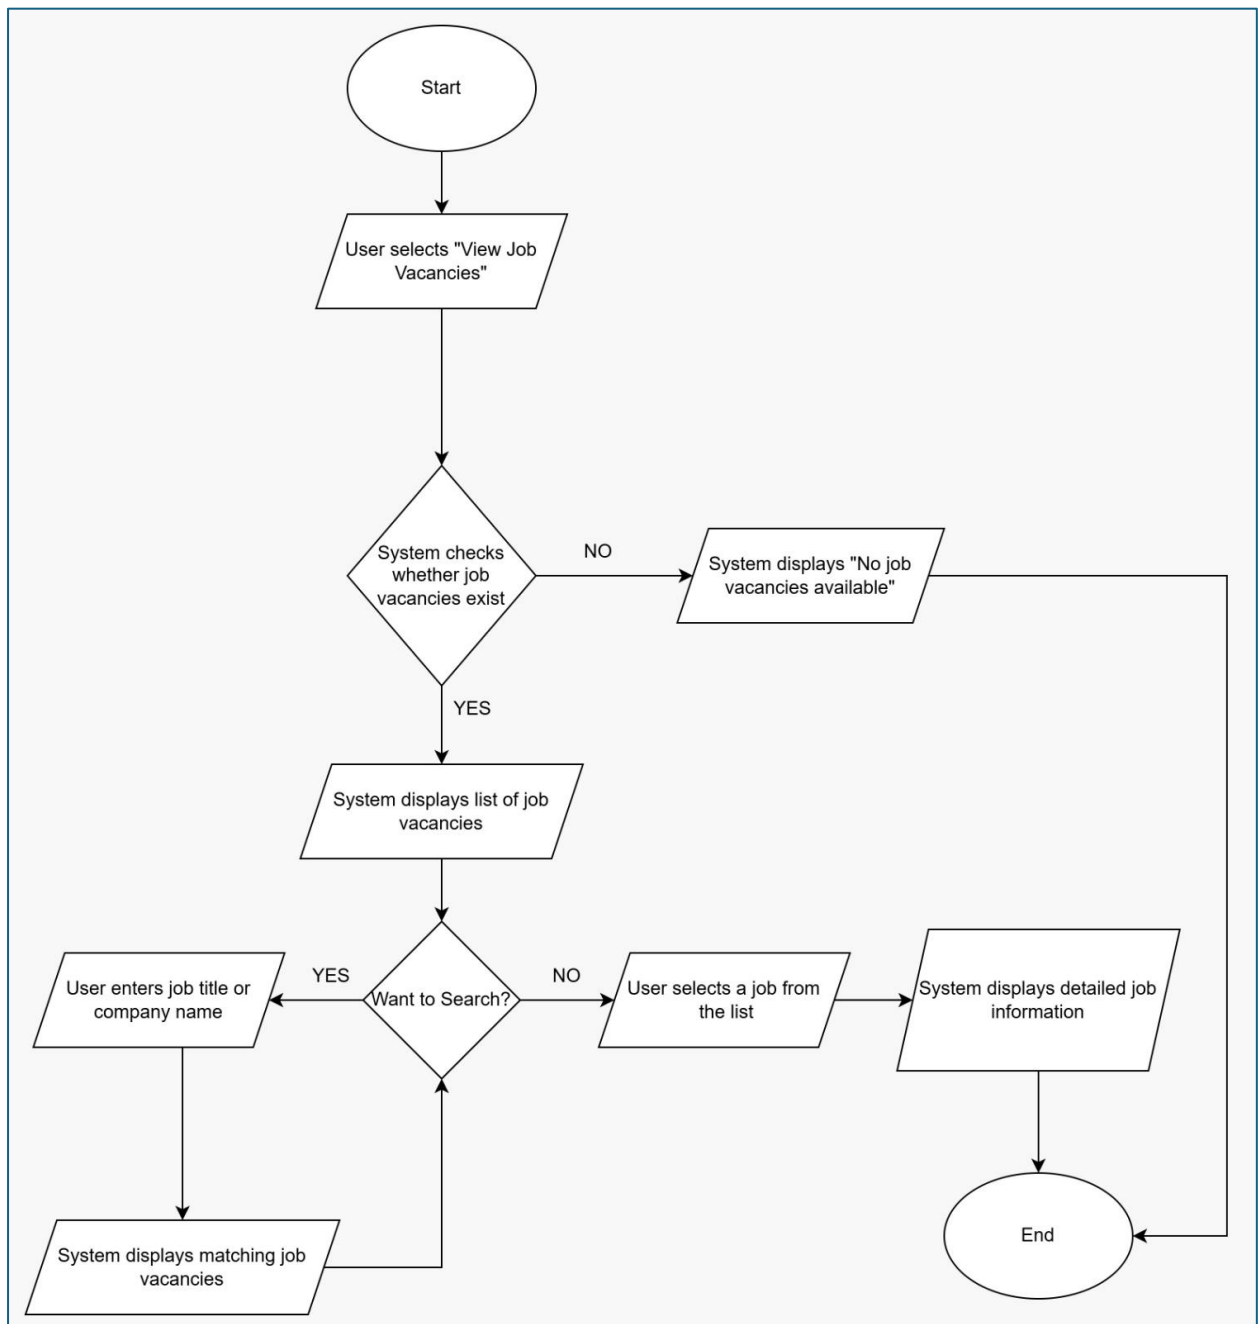 Start
User selects "View Job
Vacancies"
System checks
whether job
vacancies exist
NO
System displays "No job
vacancies available"
YES
System displays list of job
vacancies
User enters job title or
company name
YES
Want to Search?
NO
User selects a job from
the list
System displays detailed job
information
System displays matching job
vacancies
End